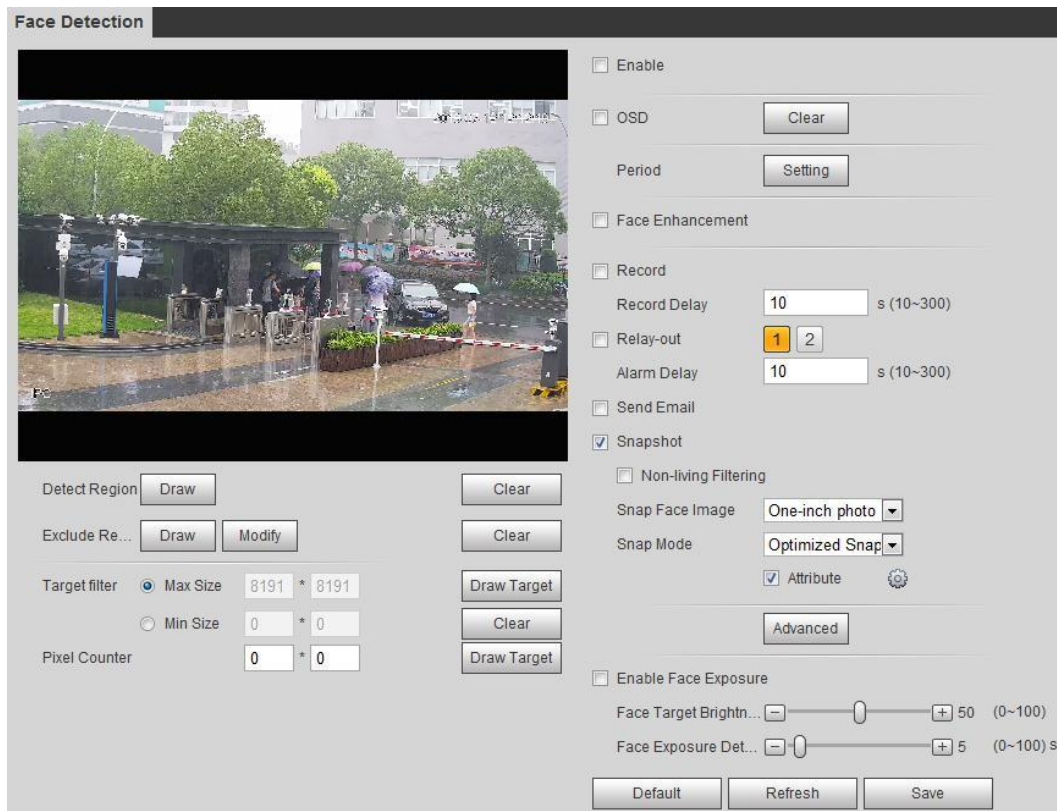 Face Detection
Enable
OSD
Clear
Period
Setting
Face Enhancement
Record
Record Delay
10
s (10~300)
Relay-out
1
2
Alarm Delay
10
s (10~300)
Send Email
Snapshot
Non-living Filtering
Snap Face Image
One-inch photo
Snap Mode
Optimized Snap
Attribute
Advanced
Enable Face Exposure
Face Target Brightn...
50
(0~100)
Face Exposure Det...
5
(0~100) s
Default
Refresh
Save
Detect Region
Draw
Clear
Exclude Re...
Draw
Modify
Clear
Target filter
Max Size
8191 * 8191
Draw Target
Min Size
0 * 0
Clear
Pixel Counter
0 * 0
Draw Target